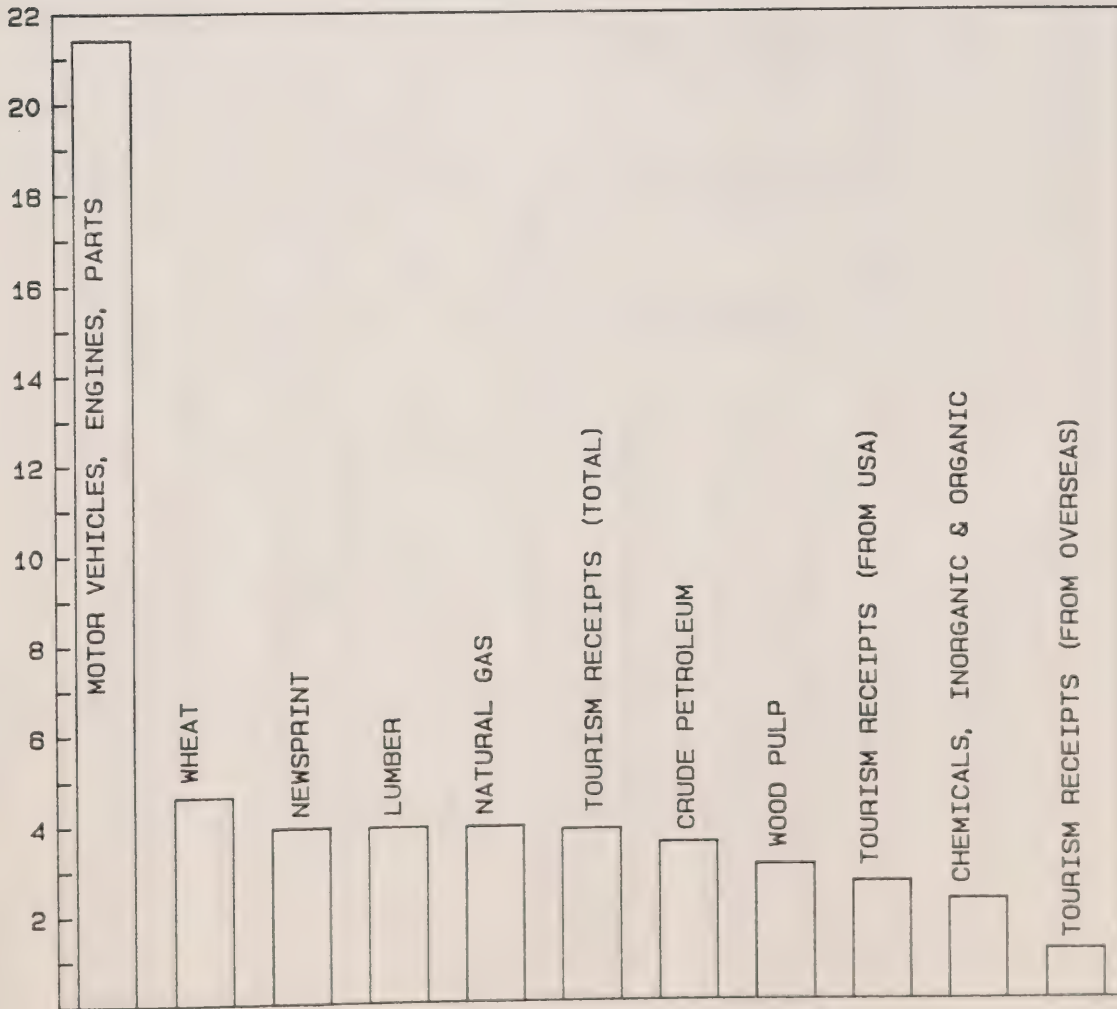 22
20
18
16
14
12
10
8
6
4
2
MOTOR VEHICLES, ENGINES, PARTS
WHEAT
NEWSPRINT
LUMBER
NATURAL GAS
TOURISM RECEIPTS (TOTAL)
CRUDE PETROLEUM
WOOD PULP
TOURISM RECEIPTS (FROM USA)
CHEMICALS, INORGANIC & ORGANIC
TOURISM RECEIPTS (FROM OVERSEAS)